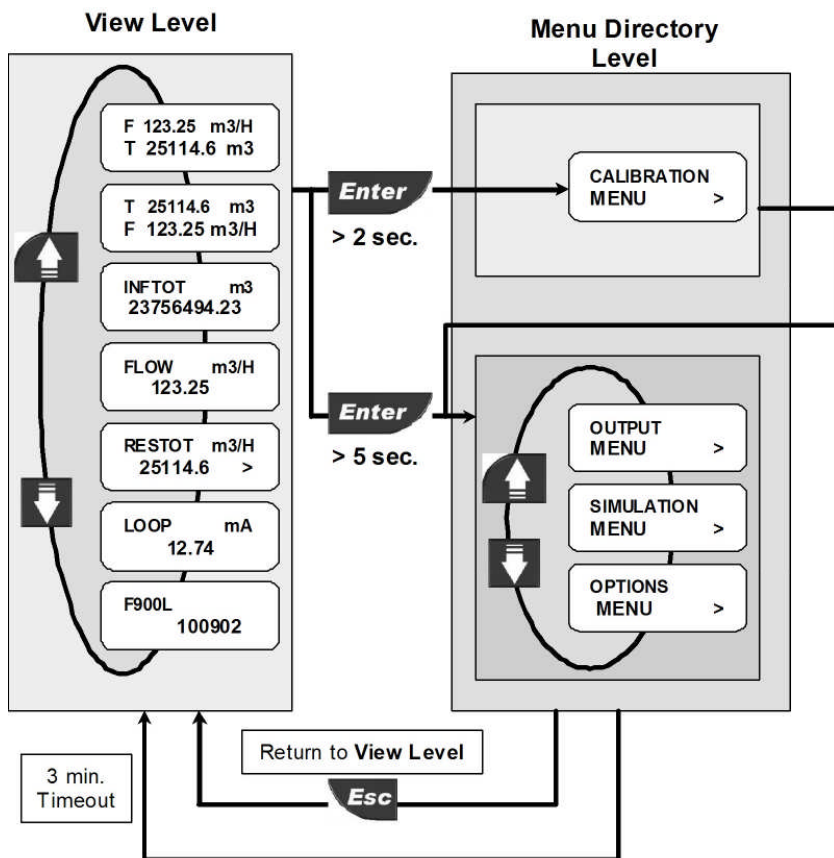 View Level
Menu Directory
Level
F 123.25 m3/H
T 25114.6 m3
T 25114.6 m3
F 123.25 m3/H
INFTOT m3
23756494.23
FLOW m3/H
123.25
RESTOT m3/H
25114.6 >
LOOP mA
12.74
F900L
100902
Enter
> 2 sec.
Enter
> 5 sec.
CALIBRATION
MENU >
OUTPUT
MENU >
SIMULATION
MENU >
OPTIONS
MENU >
Return to View Level
3 min.
Timeout
Esc